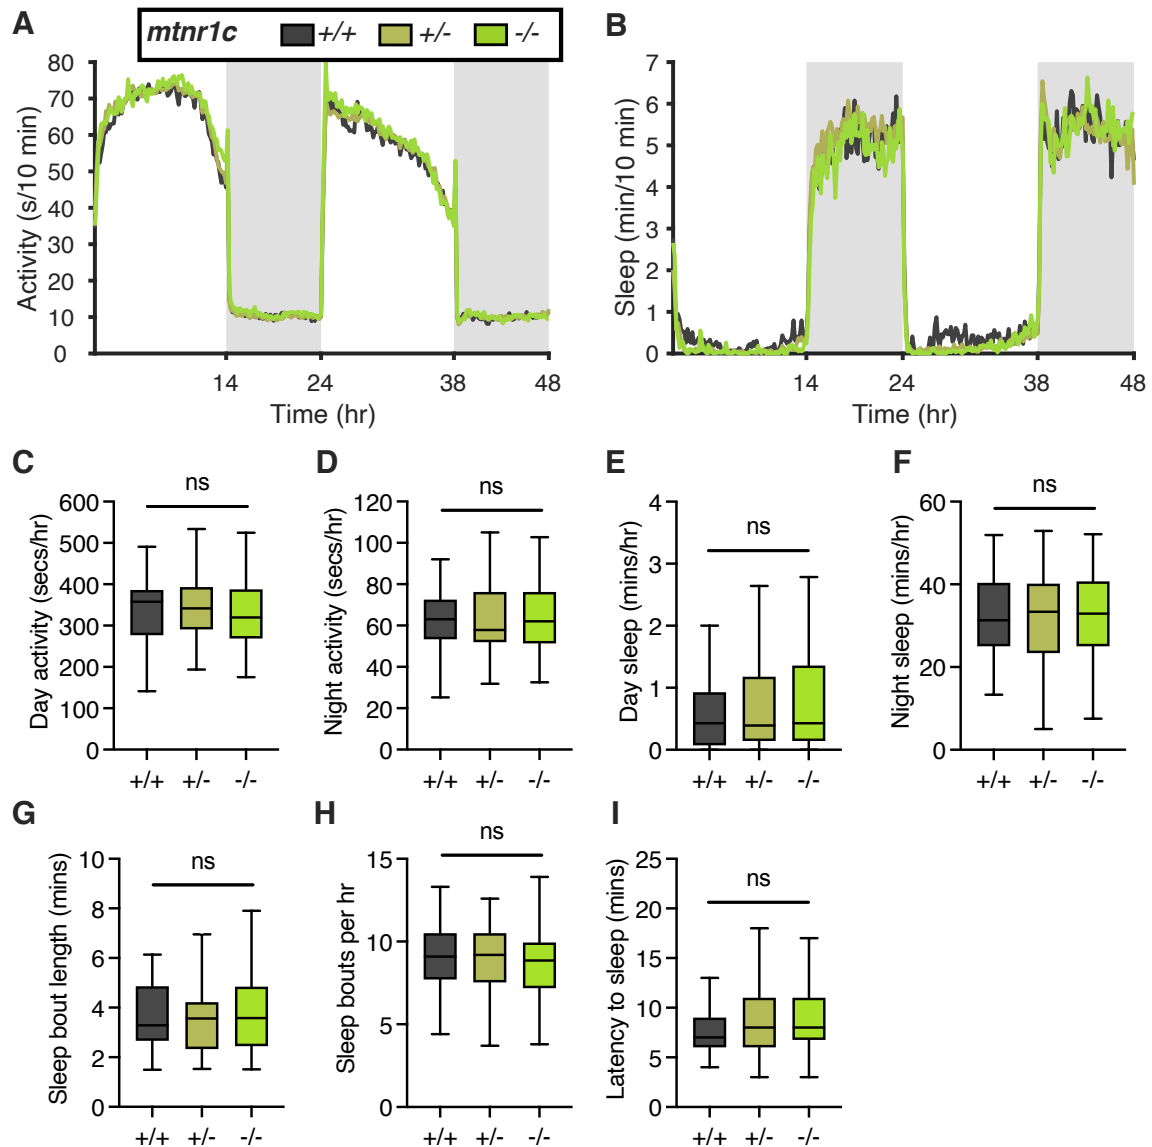 A
mtnr1c +/+ +/- -/-
B
Activity (s/10 min)
80
70
60
50
40
30
20
10
0
14 24 38 48
Time (hr)
Sleep (min/10 min)
7
6
5
4
3
2
1
0
14 24 38 48
Time (hr)
C
ns
Day activity (secs/hr)
600
500
400
300
200
100
0
+/+ +/- -/-
D
ns
Night activity (secs/hr)
120
100
80
60
40
20
0
+/+ +/- -/-
E
ns
Day sleep (mins/hr)
4
3
2
1
0
+/+ +/- -/-
F
ns
Night sleep (mins/hr)
60
40
20
0
+/+ +/- -/-
G
ns
Sleep bout length (mins)
10
8
6
4
2
0
+/+ +/- -/-
H
ns
Sleep bouts per hr
15
10
5
0
+/+ +/- -/-
I
ns
Latency to sleep (mins)
25
20
15
10
5
0
+/+ +/- -/-